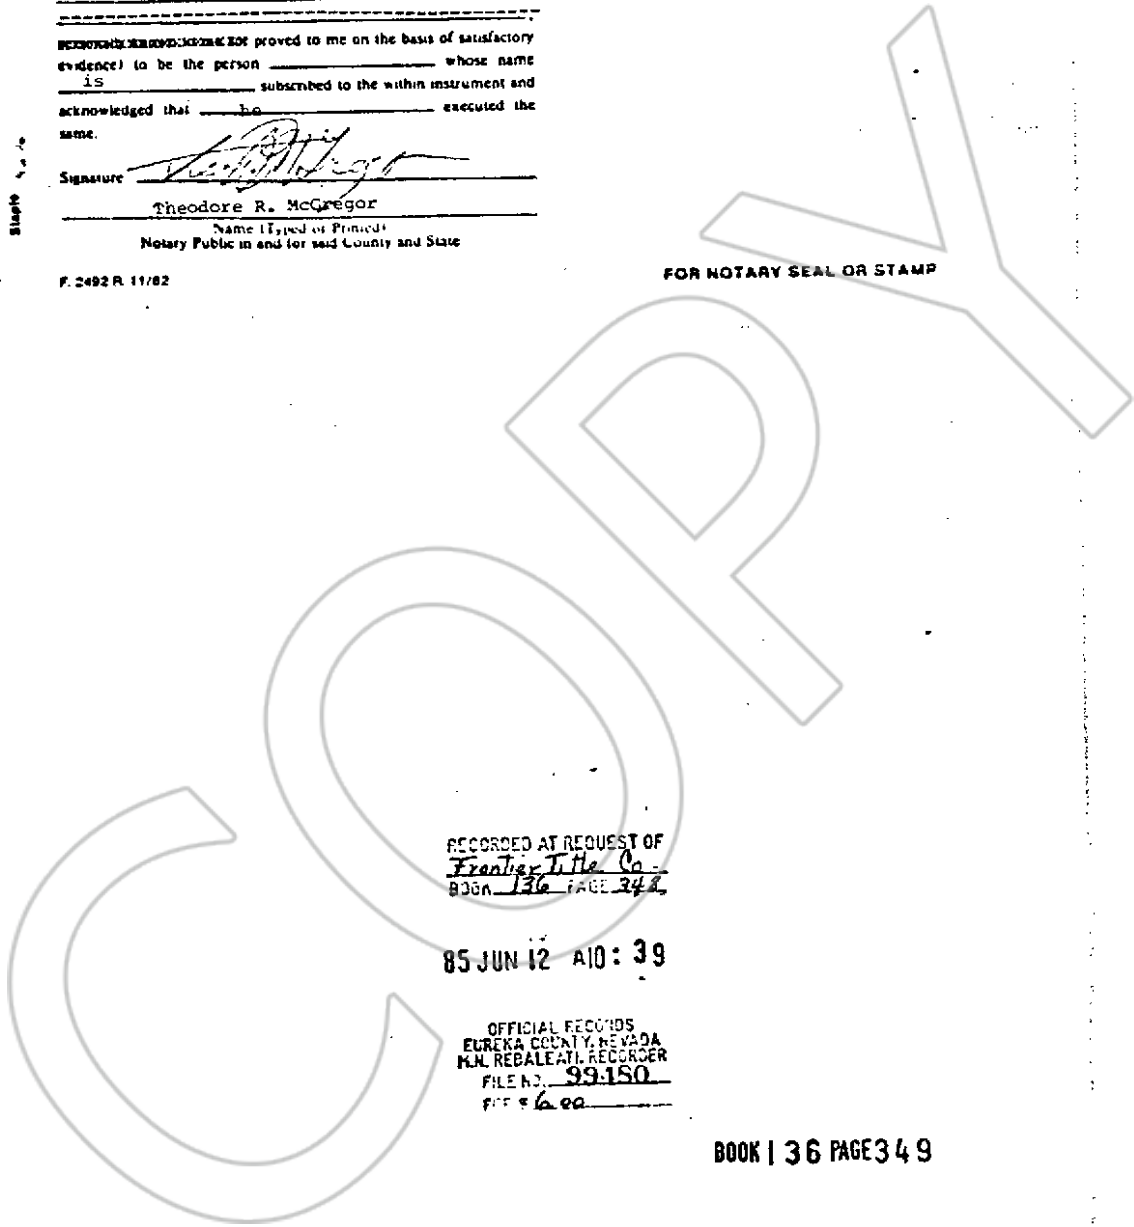 proved to me on the basis of satisfactory
evidence) to be the person ____ whose name
is subscribed to the within instrument and
acknowledged that he executed the
same.
Signature
Theodore R. McGregor
Name (Typed or Printed)
Notary Public in and for said County and State
Staple
F. 2492 R. 11/82
FOR NOTARY SEAL OR STAMP
COPY
RECORDED AT REQUEST OF
Frontier Title Co.
BOOK 136 PAGE 348
85 JUN 12 A10:39
OFFICIAL RECORDS
EUREKA COUNTY, NEVADA
M.N. REBALEATI, RECORDER
FILE NO. 99180
FEE $ 6.00
BOOK 136 PAGE 349